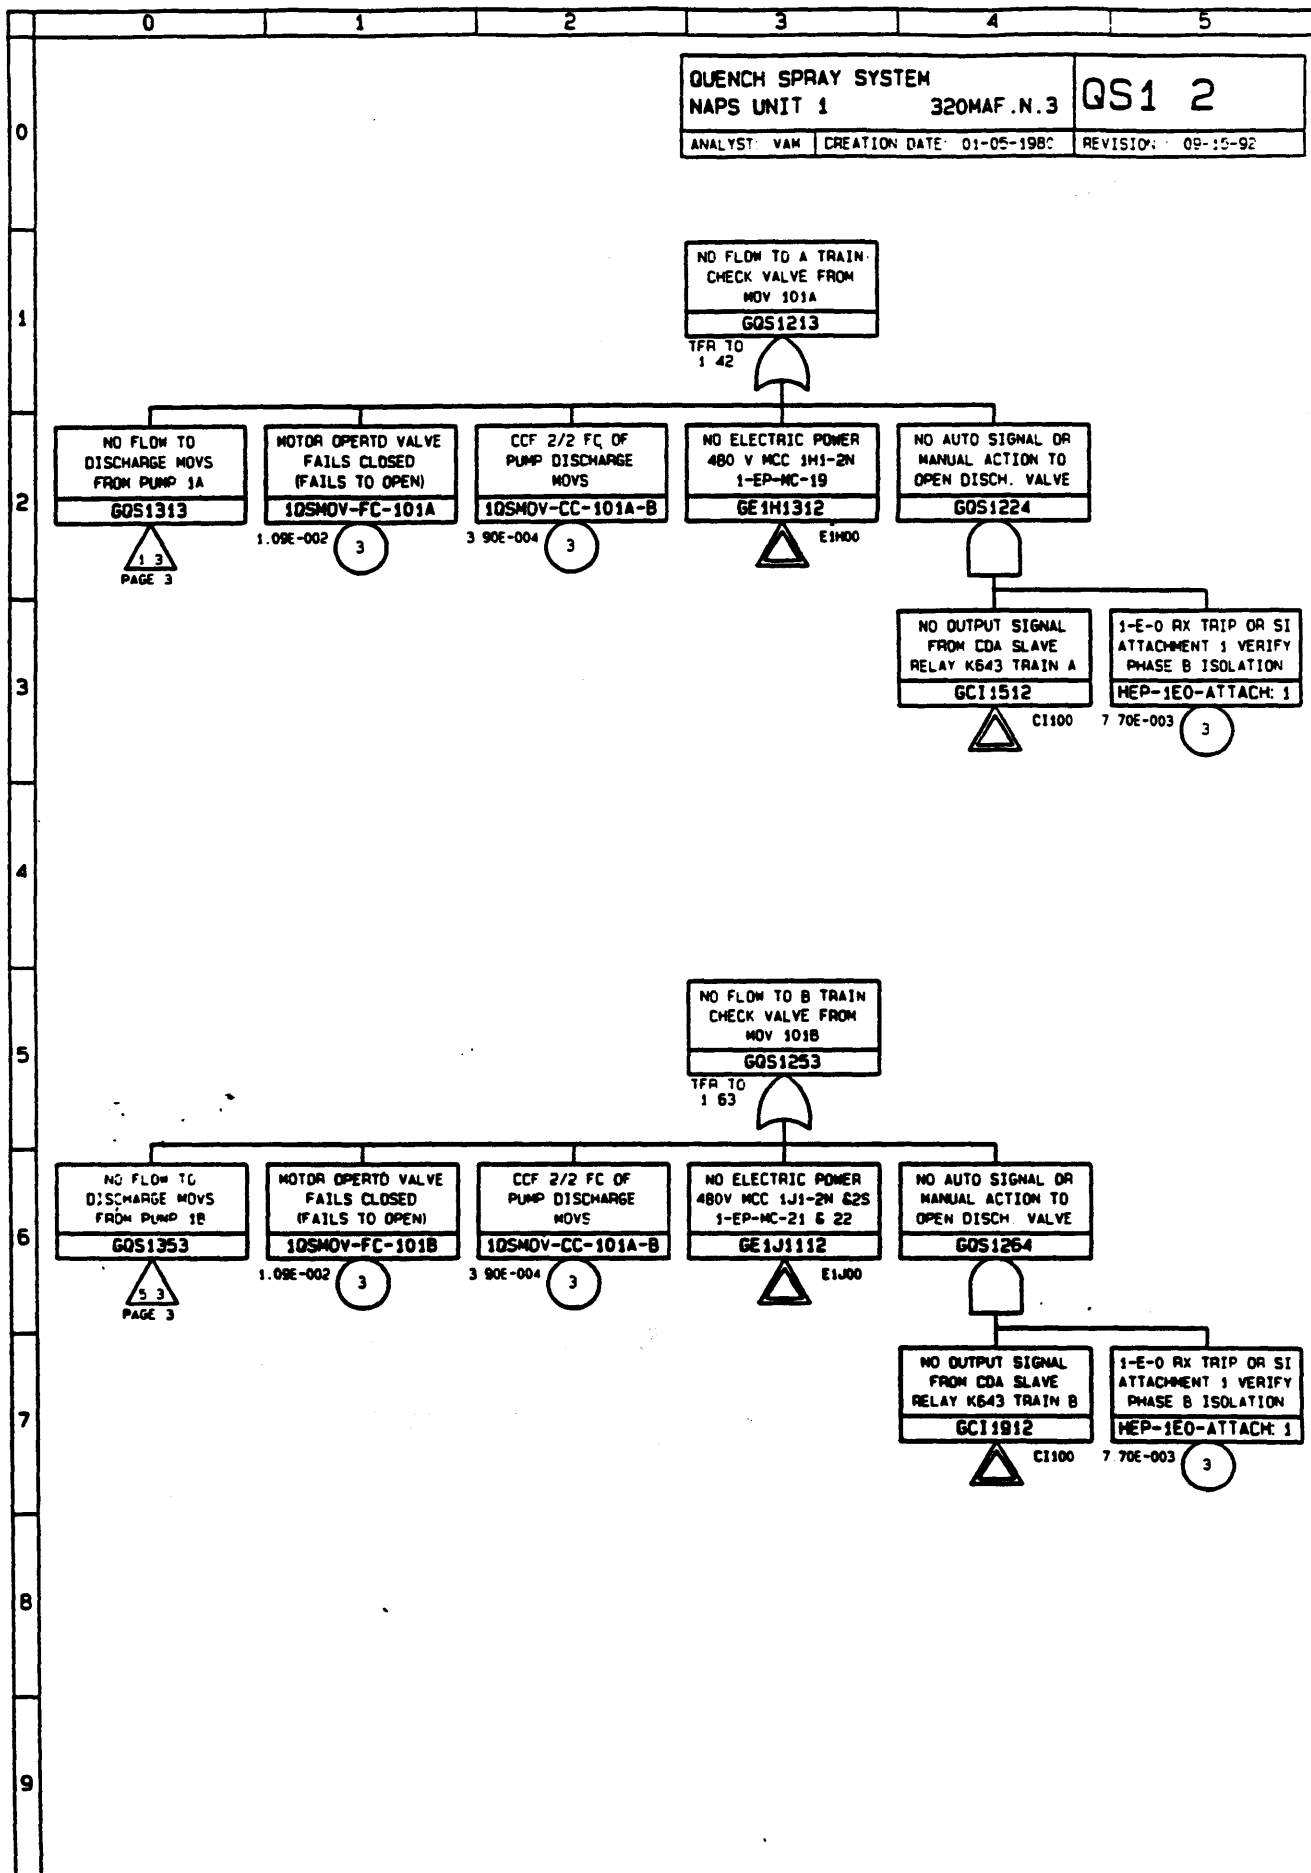 0 1 2 3 4 5
QUENCH SPRAY SYSTEM
NAPS UNIT 1 320MAF.N.3
QS1 2
ANALYST: VAM CREATION DATE: 01-05-198 REVISION: 09-15-92
0
NO FLOW TO A TRAIN
CHECK VALVE FROM
MOV 101A
GQS1213
TFR TO
1 42
1
NO FLOW TO
DISCHARGE MOVS
FROM PUMP 1A
GQS1313
1 3
PAGE 3
MOTOR OPERTD VALVE
FAILS CLOSED
(FAILS TO OPEN)
1QSMOV-FC-101A
1.09E-002
3
CCF 2/2 FC OF
PUMP DISCHARGE
MOVS
1QSMOV-CC-101A-B
3 90E-004
3
NO ELECTRIC POWER
480 V MCC 1H1-2N
1-EP-MC-19
GE1H1312
E1H00
NO AUTO SIGNAL OR
MANUAL ACTION TO
OPEN DISCH. VALVE
GQS1224
2
NO OUTPUT SIGNAL
FROM CDA SLAVE
RELAY K643 TRAIN A
GCI1512
CI100
1-E-0 RX TRIP OR SI
ATTACHMENT 1 VERIFY
PHASE B ISOLATION
HEP-1E0-ATTACH: 1
7 70E-003
3
3
4
NO FLOW TO B TRAIN
CHECK VALVE FROM
MOV 101B
GQS1253
TFR TO
1 63
5
NO FLOW TO
DISCHARGE MOVS
FROM PUMP 1B
GQS1353
5 3
PAGE 3
MOTOR OPERTD VALVE
FAILS CLOSED
(FAILS TO OPEN)
1QSMOV-FC-101B
1.09E-002
3
CCF 2/2 FC OF
PUMP DISCHARGE
MOVS
1QSMOV-CC-101A-B
3 90E-004
3
NO ELECTRIC POWER
480V MCC 1J1-2N &2S
1-EP-MC-21 & 22
GE1J1112
E1J00
NO AUTO SIGNAL OR
MANUAL ACTION TO
OPEN DISCH. VALVE
GQS1264
6
NO OUTPUT SIGNAL
FROM CDA SLAVE
RELAY K643 TRAIN B
GCI1912
CI100
1-E-0 RX TRIP OR SI
ATTACHMENT 1 VERIFY
PHASE B ISOLATION
HEP-1E0-ATTACH: 1
7.70E-003
3
7
8
9